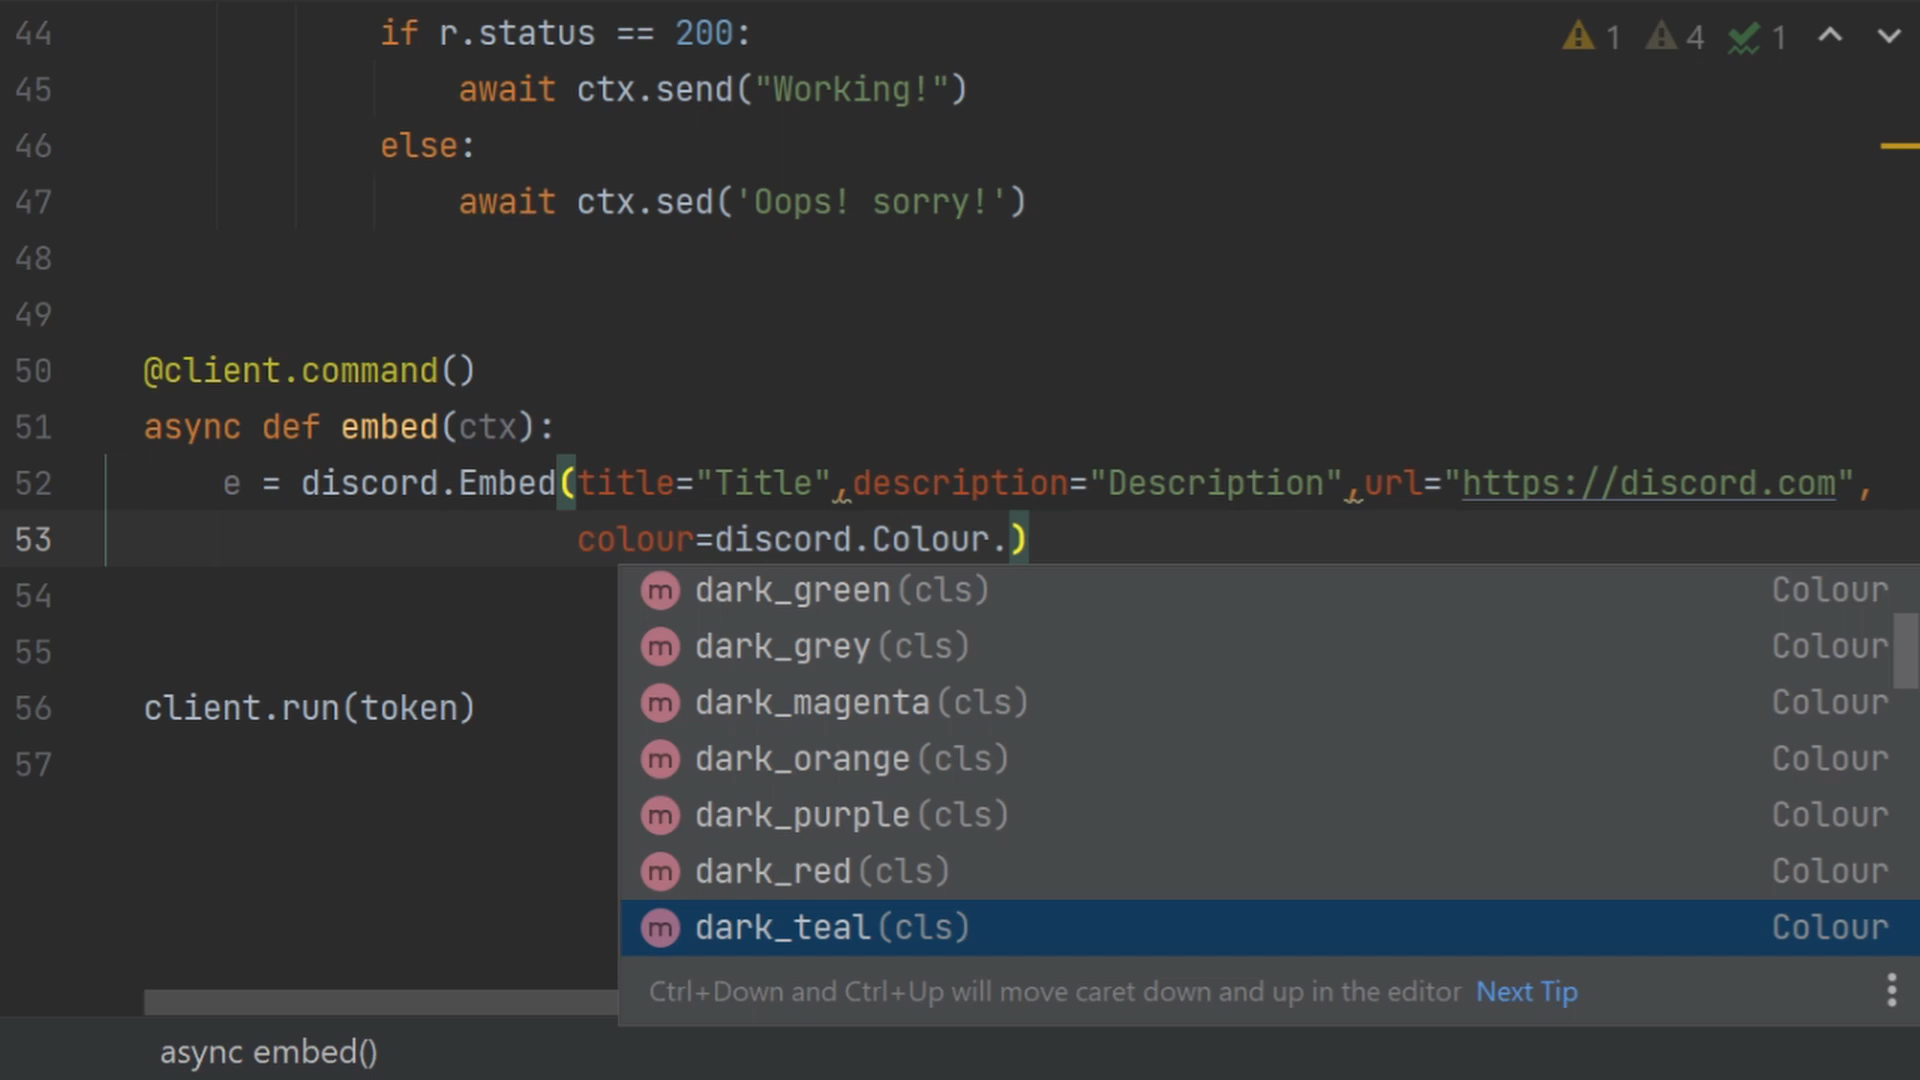 44 if r.status == 200:
1 4 1
45 await ctx.send("Working!")
46 else:
47 await ctx.sed('Oops! sorry!')
48
49
50 @client.command()
51 async def embed(ctx):
52 e = discord.Embed(title="Title",description="Description",url="https://discord.com",
53 colour=discord.Colour.)
54 m dark_green(cls) Colour
m dark_grey(cls) Colour
55
m dark_magenta(cls) Colour
56 client.run(token)
m dark_orange(cls) Colour
57
m dark_purple(cls) Colour
m dark_red(cls) Colour
m dark_teal(cls) Colour
Ctrl+Down and Ctrl+Up will move caret down and up in the editor Next Tip
async embed()